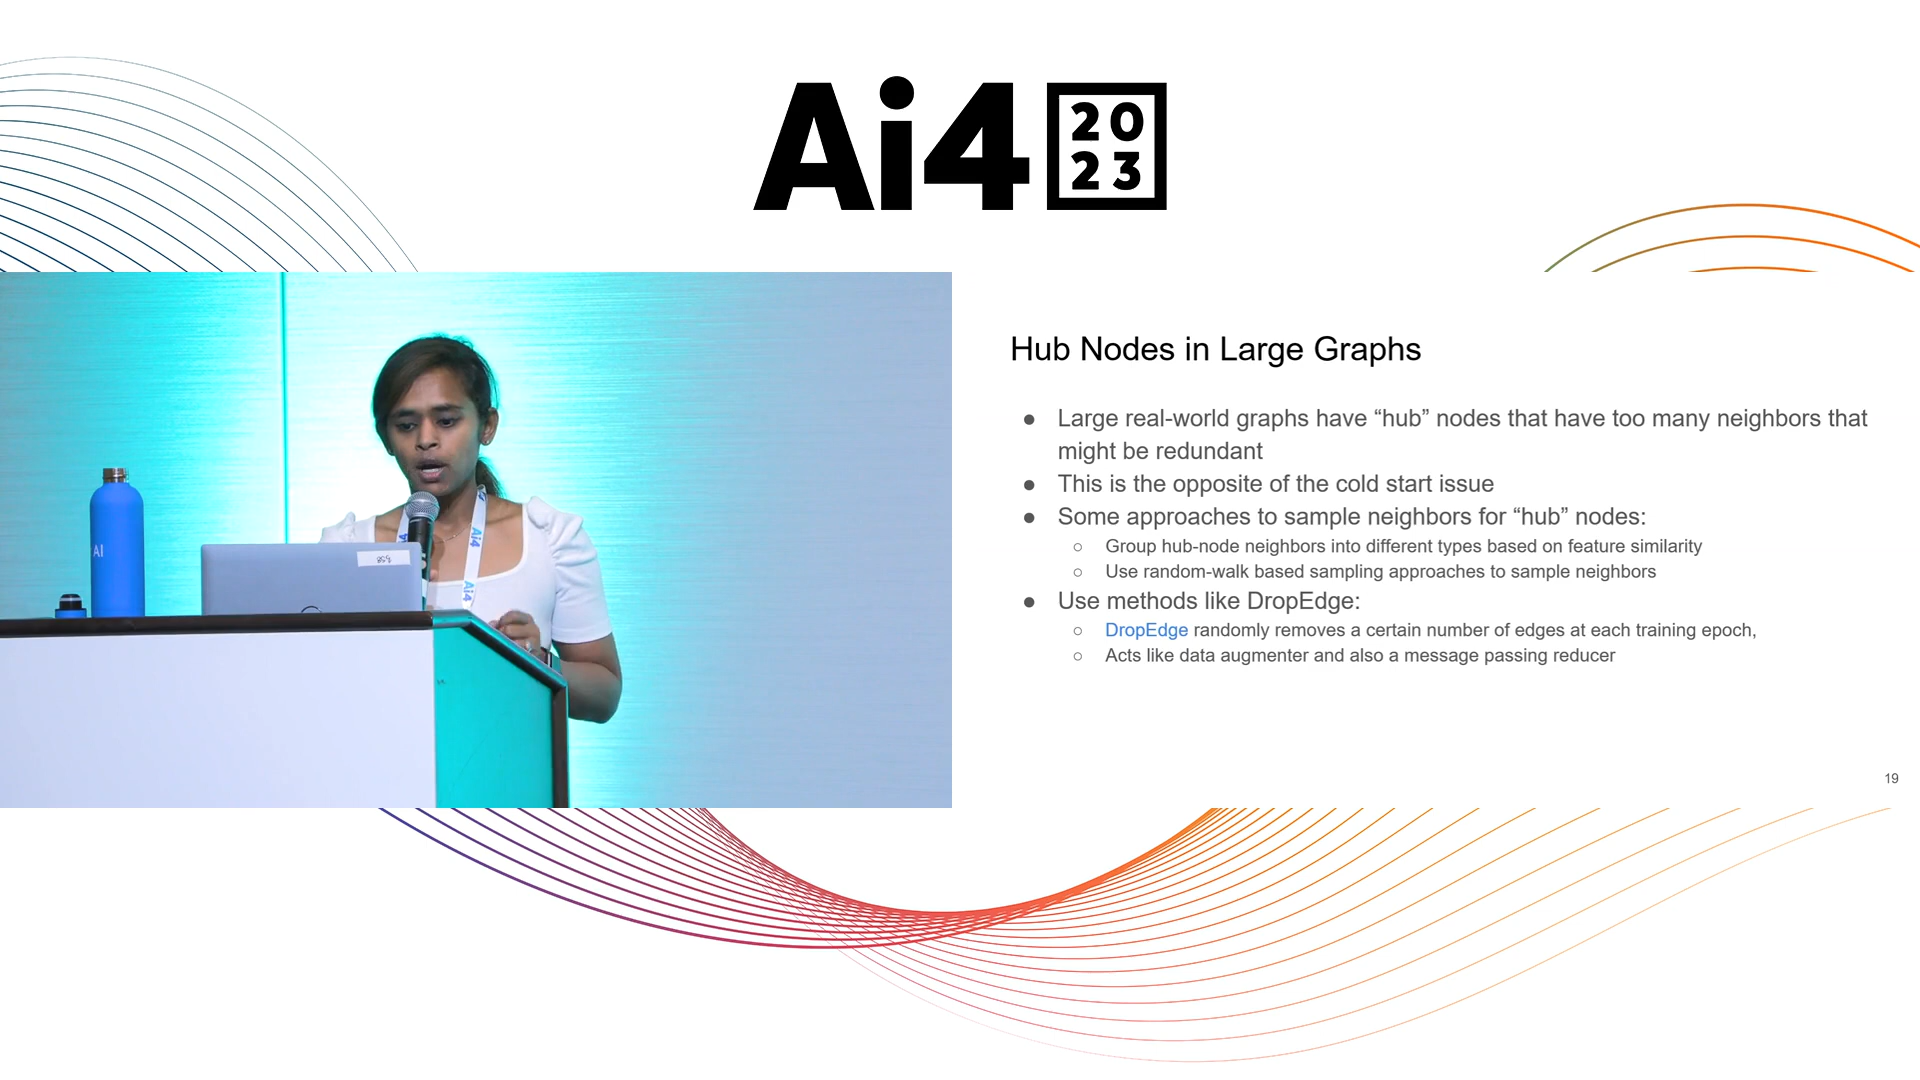 Ai4 20
23
Hub Nodes in Large Graphs
● Large real-world graphs have “hub” nodes that have too many neighbors that
might be redundant
● This is the opposite of the cold start issue
● Some approaches to sample neighbors for “hub” nodes:
○ Group hub-node neighbors into different types based on feature similarity
○ Use random-walk based sampling approaches to sample neighbors
● Use methods like DropEdge:
○ DropEdge randomly removes a certain number of edges at each training epoch,
○ Acts like data augmenter and also a message passing reducer
19
AI
Ai4
Ai4